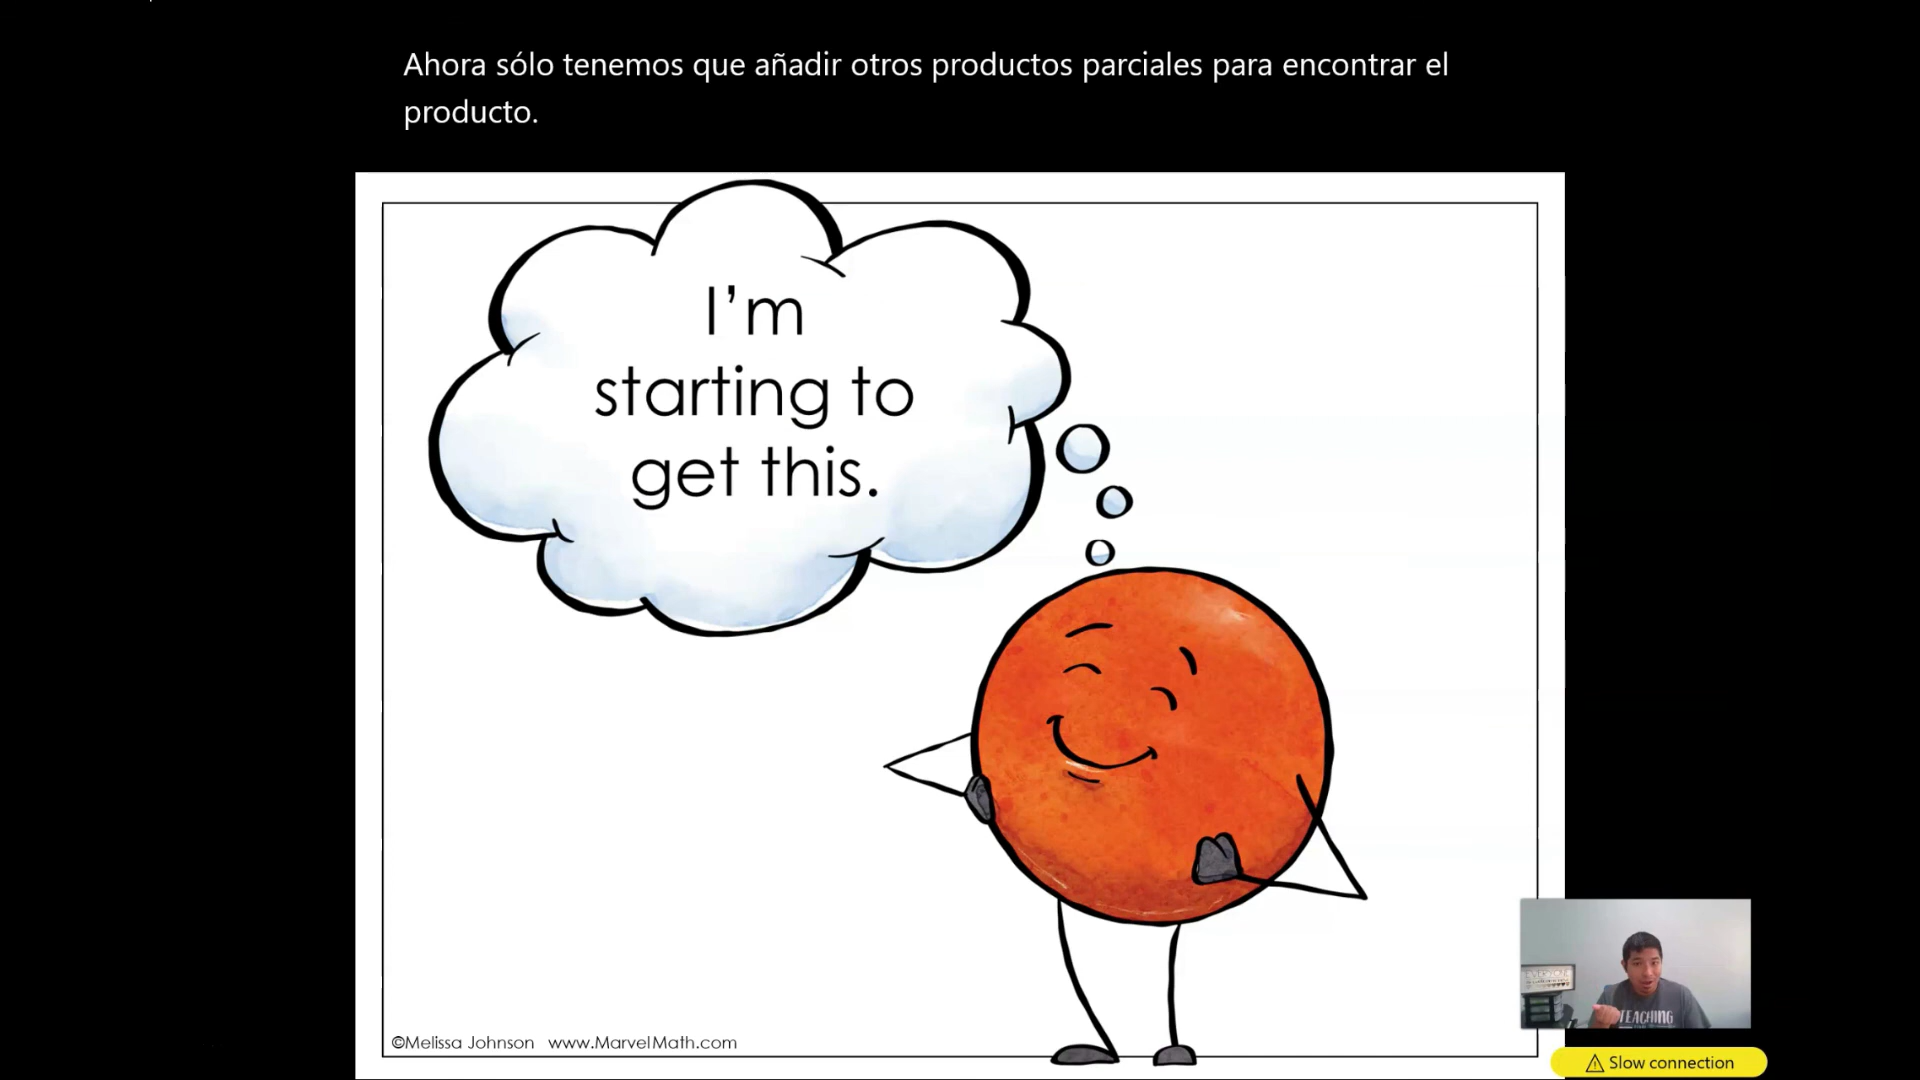 Ahora sólo tenemos que añadir otros productos parciales para encontrar el
producto.
I'm
starting to
get this.
©Melissa Johnson www.MarvelMath.com
TEACHING
Slow connection